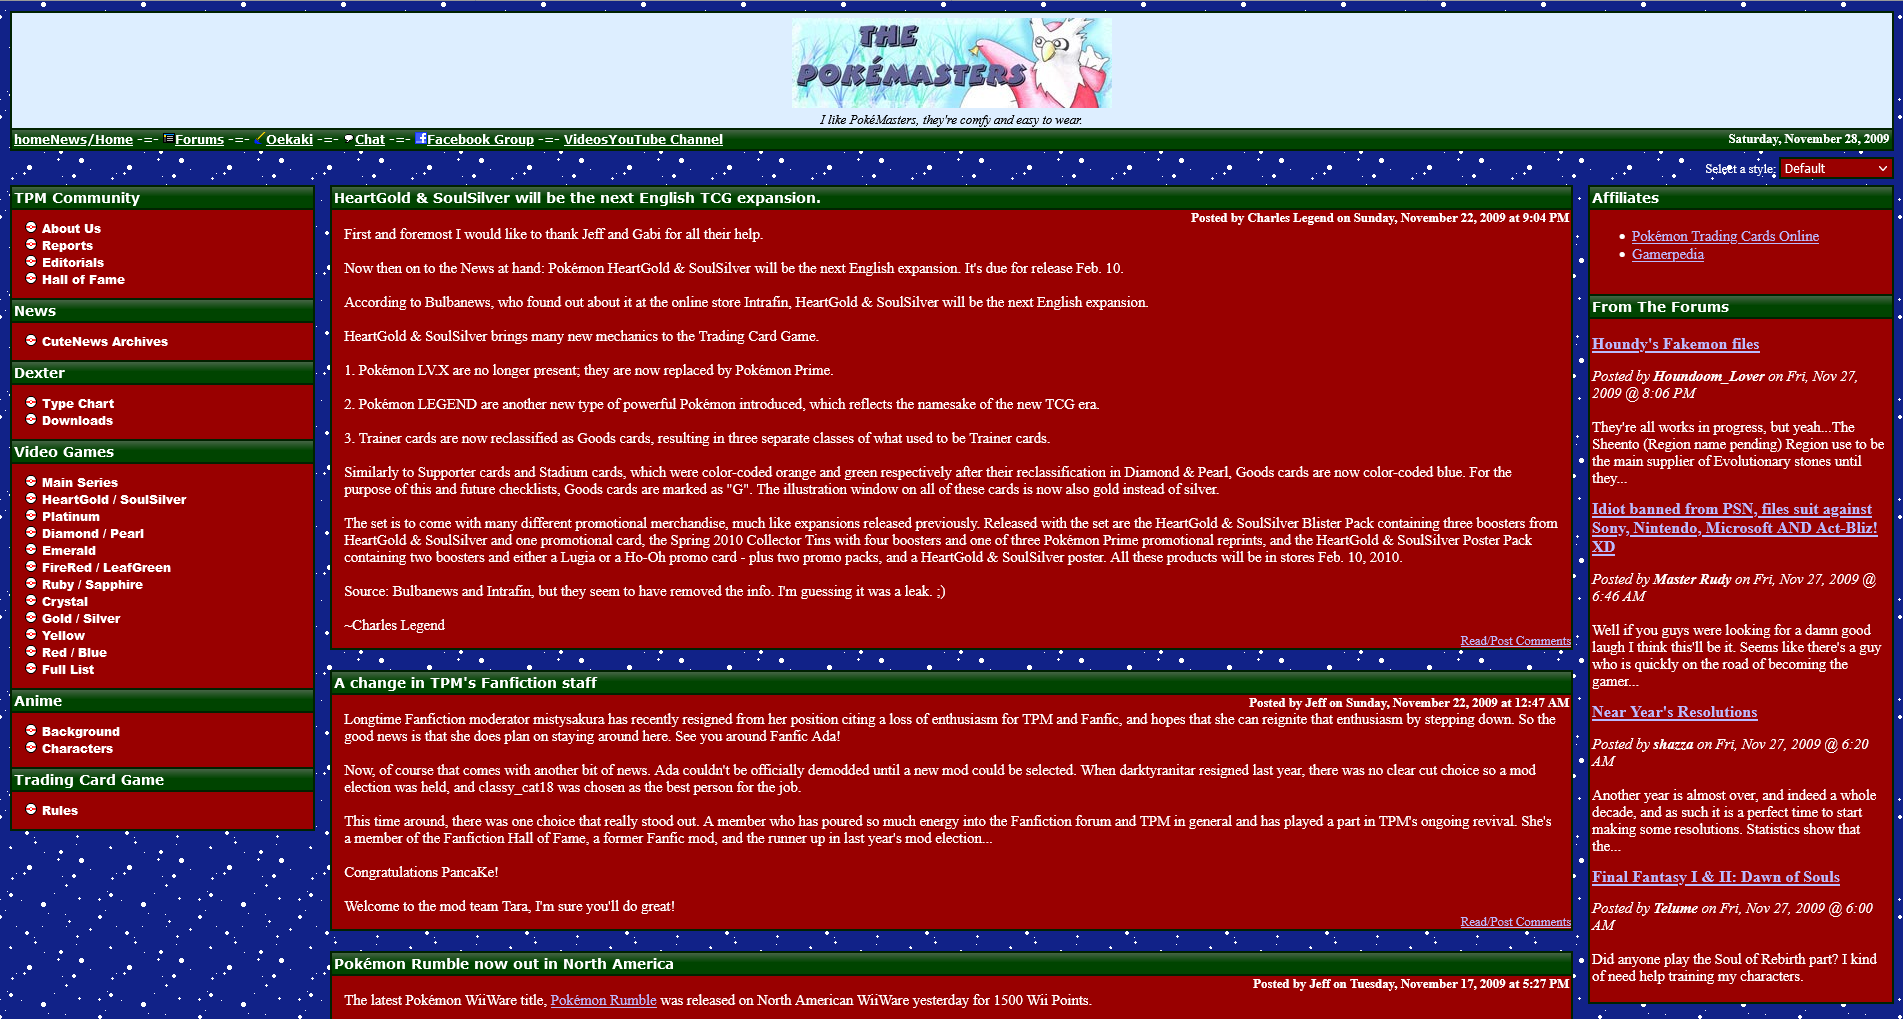 THE
POKÉMASTERS
I like PokéMasters, they're comfy and easy to wear.
homeNews/Home -=- Forums -=- Oekaki -=- Chat -=- Facebook Group -=- VideosYouTube Channel
Saturday, November 28, 2009
Select a style: Default
TPM Community
About Us
Reports
Editorials
Hall of Fame
News
CuteNews Archives
Dexter
Type Chart
Downloads
Video Games
Main Series
HeartGold / SoulSilver
Platinum
Diamond / Pearl
Emerald
FireRed / LeafGreen
Ruby / Sapphire
Crystal
Gold / Silver
Yellow
Red / Blue
Full List
Anime
Background
Characters
Trading Card Game
Rules
HeartGold & SoulSilver will be the next English TCG expansion.
Posted by Charles Legend on Sunday, November 22, 2009 at 9:04 PM
First and foremost I would like to thank Jeff and Gabi for all their help.
Now then on to the News at hand: Pokémon HeartGold & SoulSilver will be the next English expansion. It's due for release Feb. 10.
According to Bulbanews, who found out about it at the online store Intrafin, HeartGold & SoulSilver will be the next English expansion.
HeartGold & SoulSilver brings many new mechanics to the Trading Card Game.
1. Pokémon LV.X are no longer present; they are now replaced by Pokémon Prime.
2. Pokémon LEGEND are another new type of powerful Pokémon introduced, which reflects the namesake of the new TCG era.
3. Trainer cards are now reclassified as Goods cards, resulting in three separate classes of what used to be Trainer cards.
Similarly to Supporter cards and Stadium cards, which were color-coded orange and green respectively after their reclassification in Diamond & Pearl, Goods cards are now color-coded blue. For the
purpose of this and future checklists, Goods cards are marked as "G". The illustration window on all of these cards is now also gold instead of silver.
The set is to come with many different promotional merchandise, much like expansions released previously. Released with the set are the HeartGold & SoulSilver Blister Pack containing three boosters from
HeartGold & SoulSilver and one promotional card, the Spring 2010 Collector Tins with four boosters and one of three Pokémon Prime promotional reprints, and the HeartGold & SoulSilver Poster Pack
containing two boosters and either a Lugia or a Ho-Oh promo card - plus two promo packs, and a HeartGold & SoulSilver poster. All these products will be in stores Feb. 10, 2010.
Source: Bulbanews and Intrafin, but they seem to have removed the info. I'm guessing it was a leak. ;)
~Charles Legend
Read/Post Comments
A change in TPM's Fanfiction staff
Posted by Jeff on Sunday, November 22, 2009 at 12:47 AM
Longtime Fanfiction moderator mistysakura has recently resigned from her position citing a loss of enthusiasm for TPM and Fanfic, and hopes that she can reignite that enthusiasm by stepping down. So the
good news is that she does plan on staying around here. See you around Fanfic Ada!
Now, of course that comes with another bit of news. Ada couldn't be officially demodded until a new mod could be selected. When darktyranitar resigned last year, there was no clear cut choice so a mod
election was held, and classy_cat18 was chosen as the best person for the job.
This time around, there was one choice that really stood out. A member who has poured so much energy into the Fanfiction forum and TPM in general and has played a part in TPM's ongoing revival. She's
a member of the Fanfiction Hall of Fame, a former Fanfic mod, and the runner up in last year's mod election...
Congratulations PancaKe!
Welcome to the mod team Tara, I'm sure you'll do great!
Read/Post Comments
Pokémon Rumble now out in North America
Posted by Jeff on Tuesday, November 17, 2009 at 5:27 PM
The latest Pokémon WiiWare title, Pokémon Rumble was released on North American WiiWare yesterday for 1500 Wii Points.
Affiliates
Pokémon Trading Cards Online
Gamerpedia
From The Forums
Houndy's Fakemon files
Posted by Houndoom_Lover on Fri, Nov 27,
2009 @ 8:06 PM
They're all works in progress, but yeah...The
Sheento (Region name pending) Region use to be
the main supplier of Evolutionary stones until
they...
Idiot banned from PSN, files suit against
Sony, Nintendo, Microsoft AND Act-Bliz!
XD
Posted by Master Rudy on Fri, Nov 27, 2009 @
6:46 AM
Well if you guys were looking for a damn good
laugh I think this'll be it. Seems like there's a guy
who is quickly on the road of becoming the
gamer...
Near Year's Resolutions
Posted by shazza on Fri, Nov 27, 2009 @ 6:20
AM
Another year is almost over, and indeed a whole
decade, and as such it is a perfect time to start
making some resolutions. Statistics show that
the...
Final Fantasy I & II: Dawn of Souls
Posted by Telume on Fri, Nov 27, 2009 @ 6:00
AM
Did anyone play the Soul of Rebirth part? I kind
of need help training my characters.